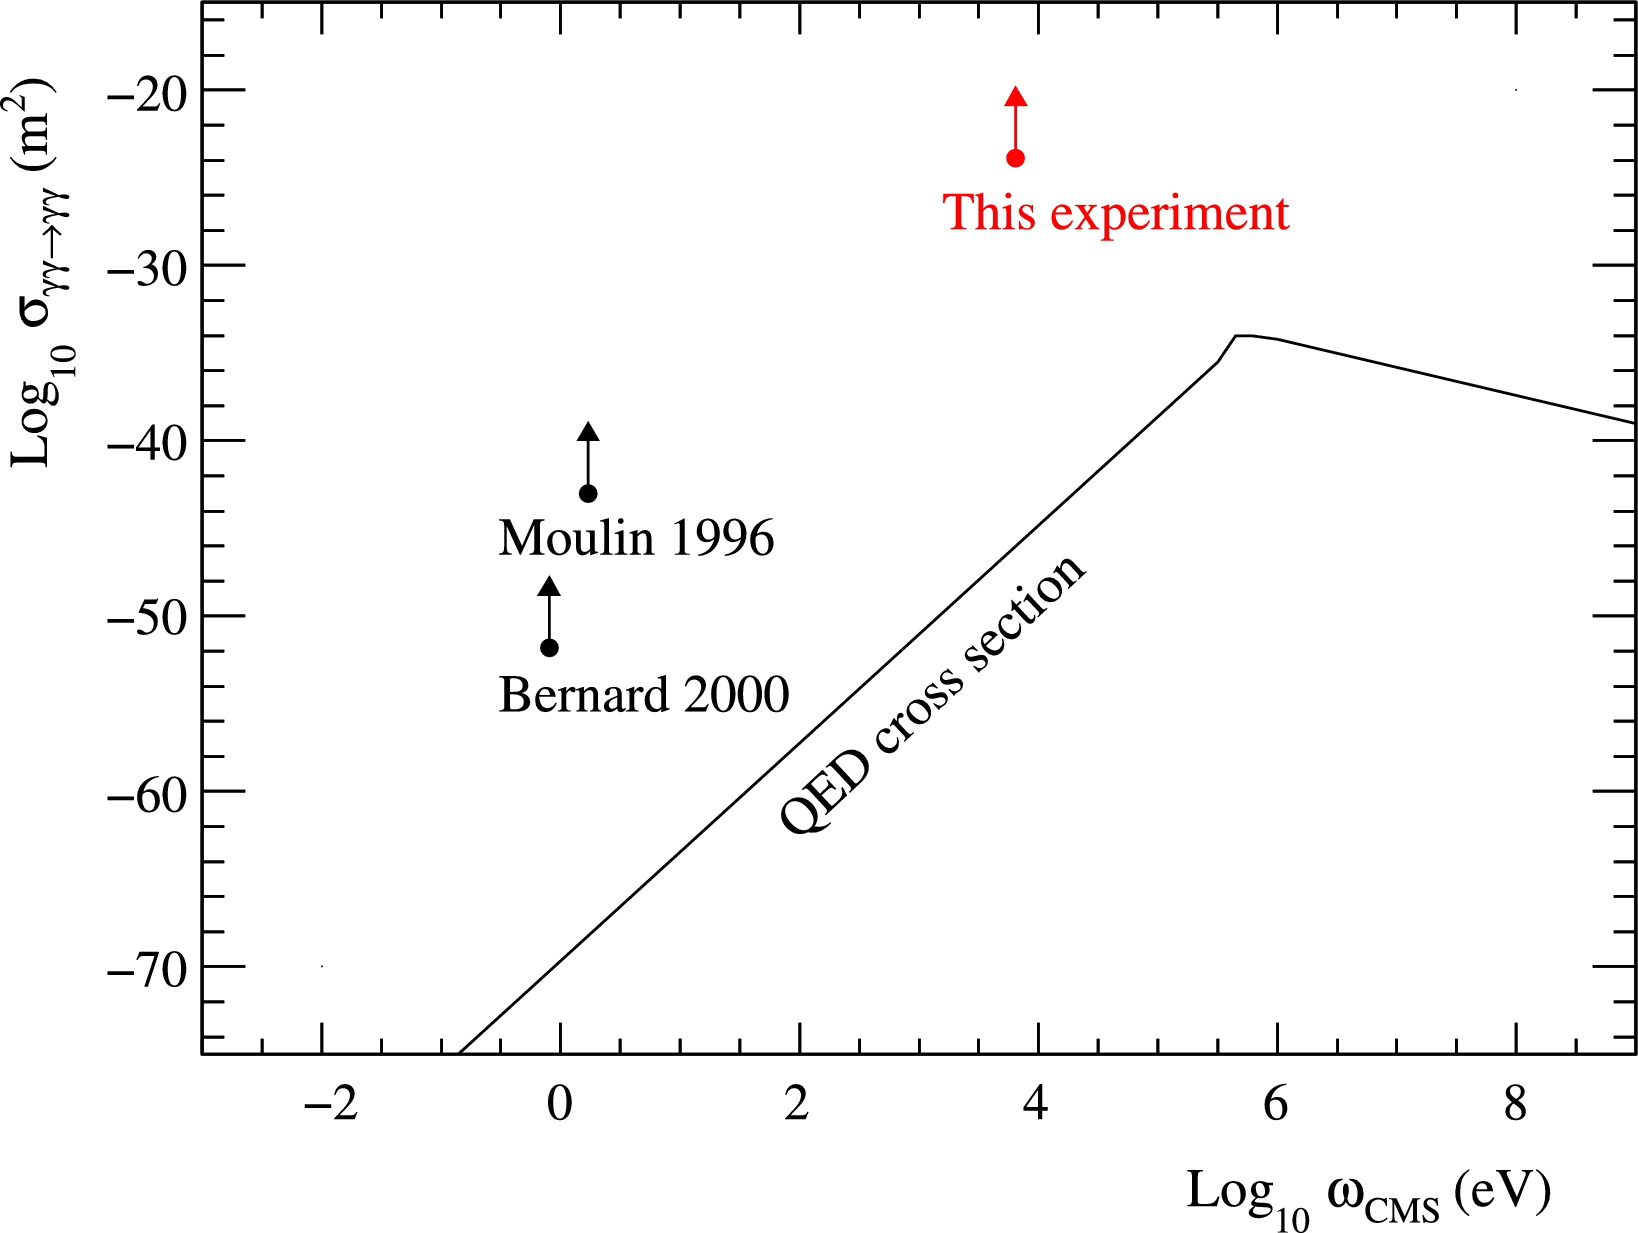 Log10 σγγ→γγ (m²)
−20
−30
−40
−50
−60
−70
This experiment
Moulin 1996
Bernard 2000
QED cross section
−2 0 2 4 6 8
Log10 ωCMS (eV)